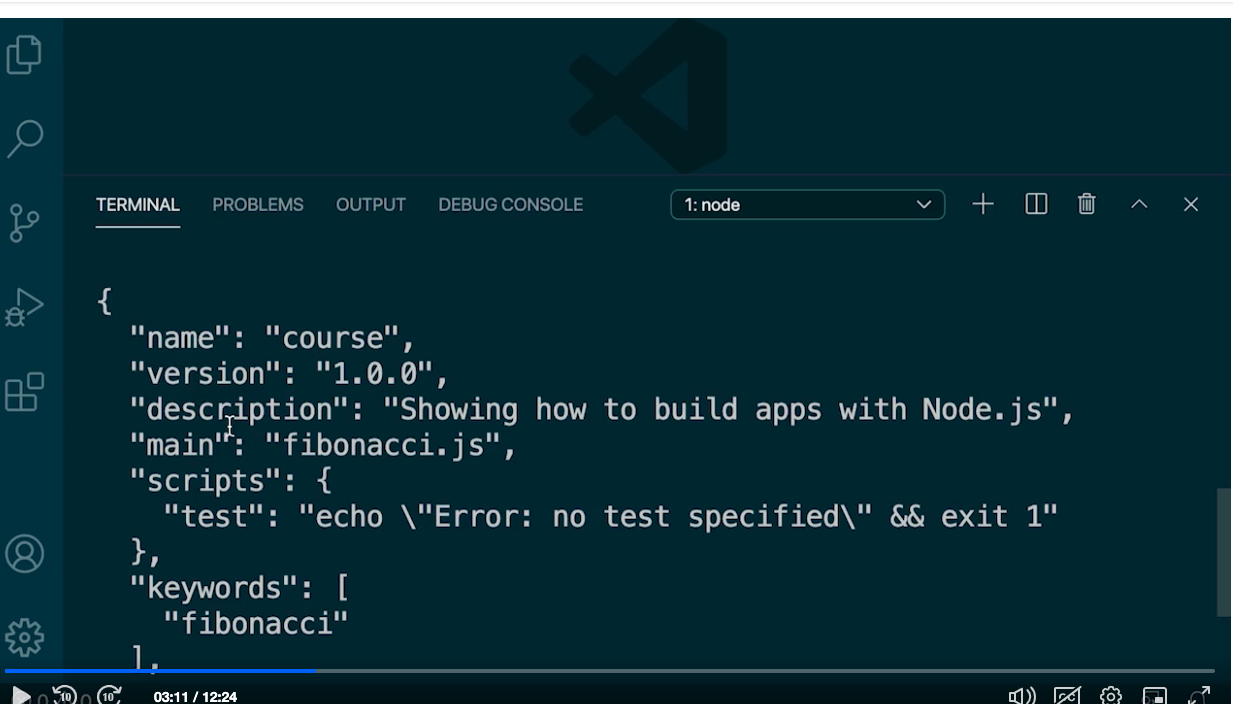 TERMINAL PROBLEMS OUTPUT DEBUG CONSOLE 1: node
{
"name": "course",
"version": "1.0.0",
"description": "Showing how to build apps with Node.js",
"main": "fibonacci.js",
"scripts": {
"test": "echo \"Error: no test specified\" && exit 1"
},
"keywords": [
"fibonacci"
],
10 10 03:11 / 12:24